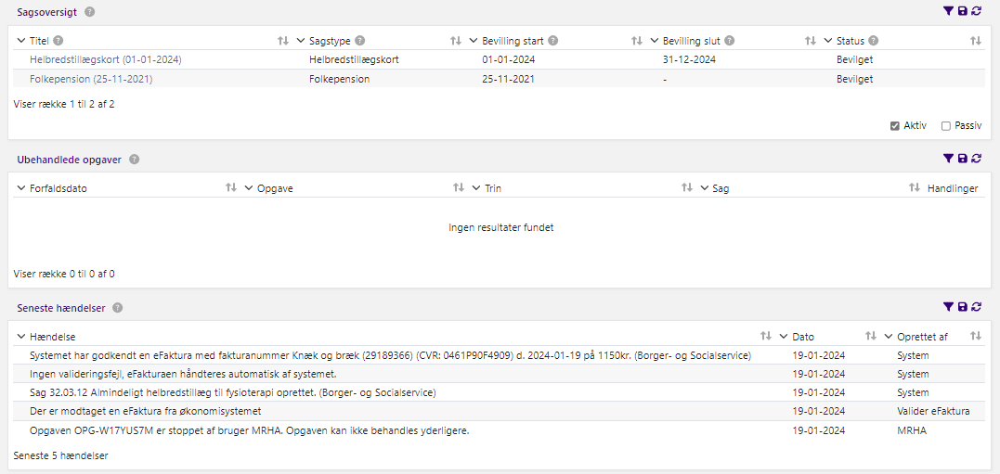 Sagsoversigt
Titel Sagstype Bevilling start Bevilling slut Status
Helbredstillægskort (01-01-2024) Helbredstillægskort 01-01-2024 31-12-2024 Bevilget
Folkepension (25-11-2021) Folkepension 25-11-2021 - Bevilget
Viser række 1 til 2 af 2
Aktiv Passiv
Ubehandlede opgaver
Forfaldsdato Opgave Trin Sag Handlinger
Ingen resultater fundet
Viser række 0 til 0 af 0
Seneste hændelser
Hændelse Dato Oprettet af
Systemet har godkendt en eFaktura med fakturanummer Knæk og bræk (29189366) (CVR: 0461P90F4909) d. 2024-01-19 på 1150kr. (Borger- og Socialservice) 19-01-2024 System
Ingen valideringsfejl, eFakturaen håndteres automatisk af systemet. 19-01-2024 System
Sag 32.03.12 Almindeligt helbredstillæg til fysioterapi oprettet. (Borger- og Socialservice) 19-01-2024 System
Der er modtaget en eFaktura fra økonomisystemet 19-01-2024 Valider eFaktura
Opgaven OPG-W17YUS7M er stoppet af bruger MRHA. Opgaven kan ikke behandles yderligere. 19-01-2024 MRHA
Seneste 5 hændelser